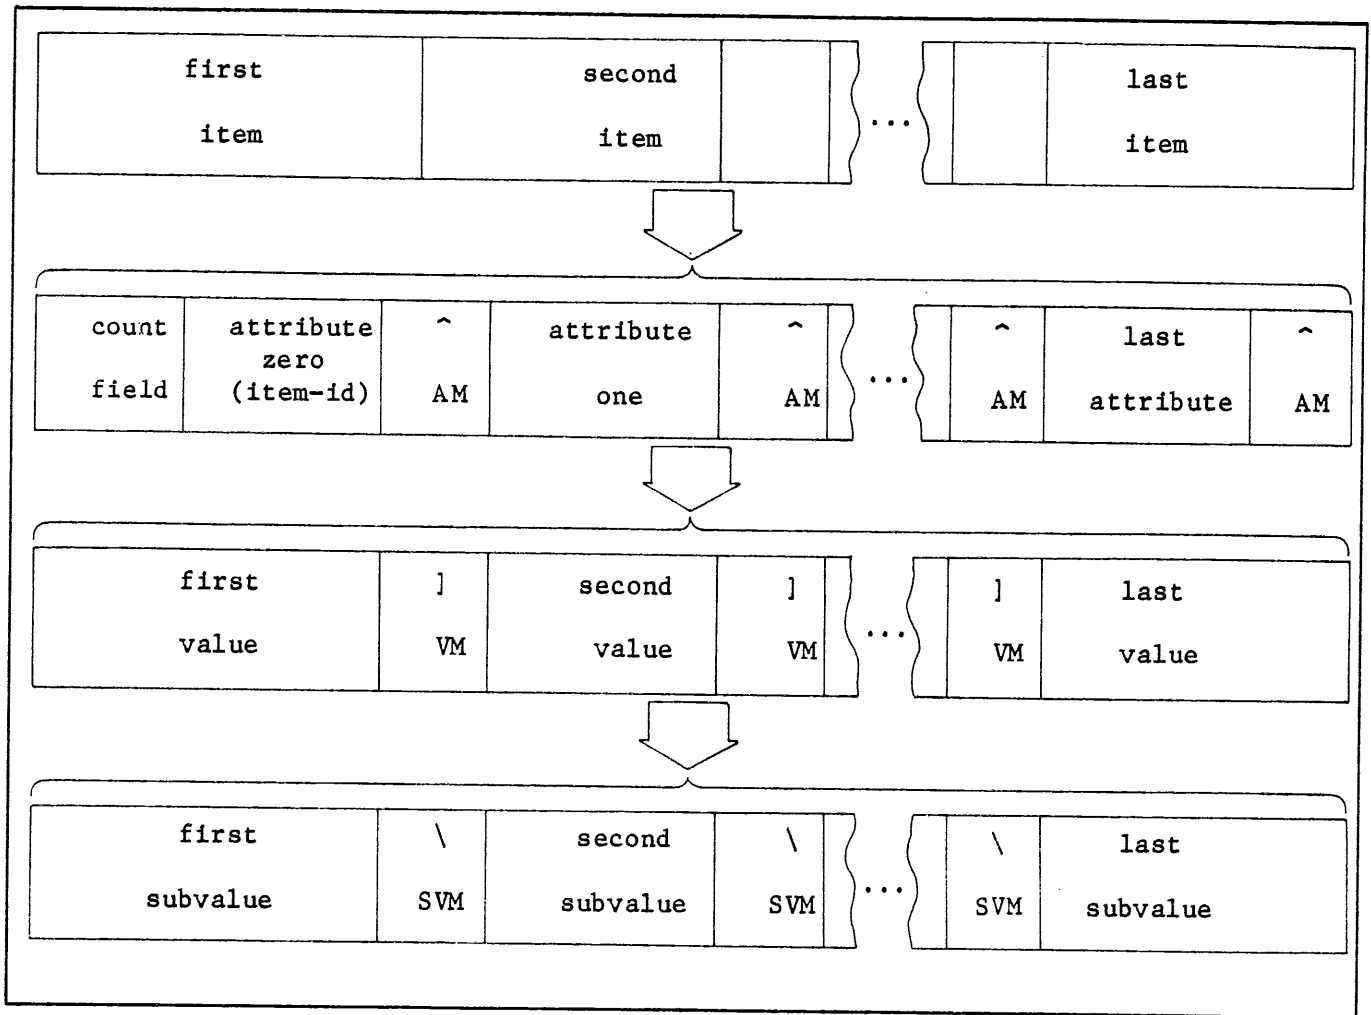 first second last
item item ... item
count attribute ^ attribute ^ ^ last ^
zero
field (item-id) AM one AM ... AM attribute AM
first ] second ] ] last
value VM value VM ... VM value
first \ second \ \ last
subvalue SVM subvalue SVM ... SVM subvalue